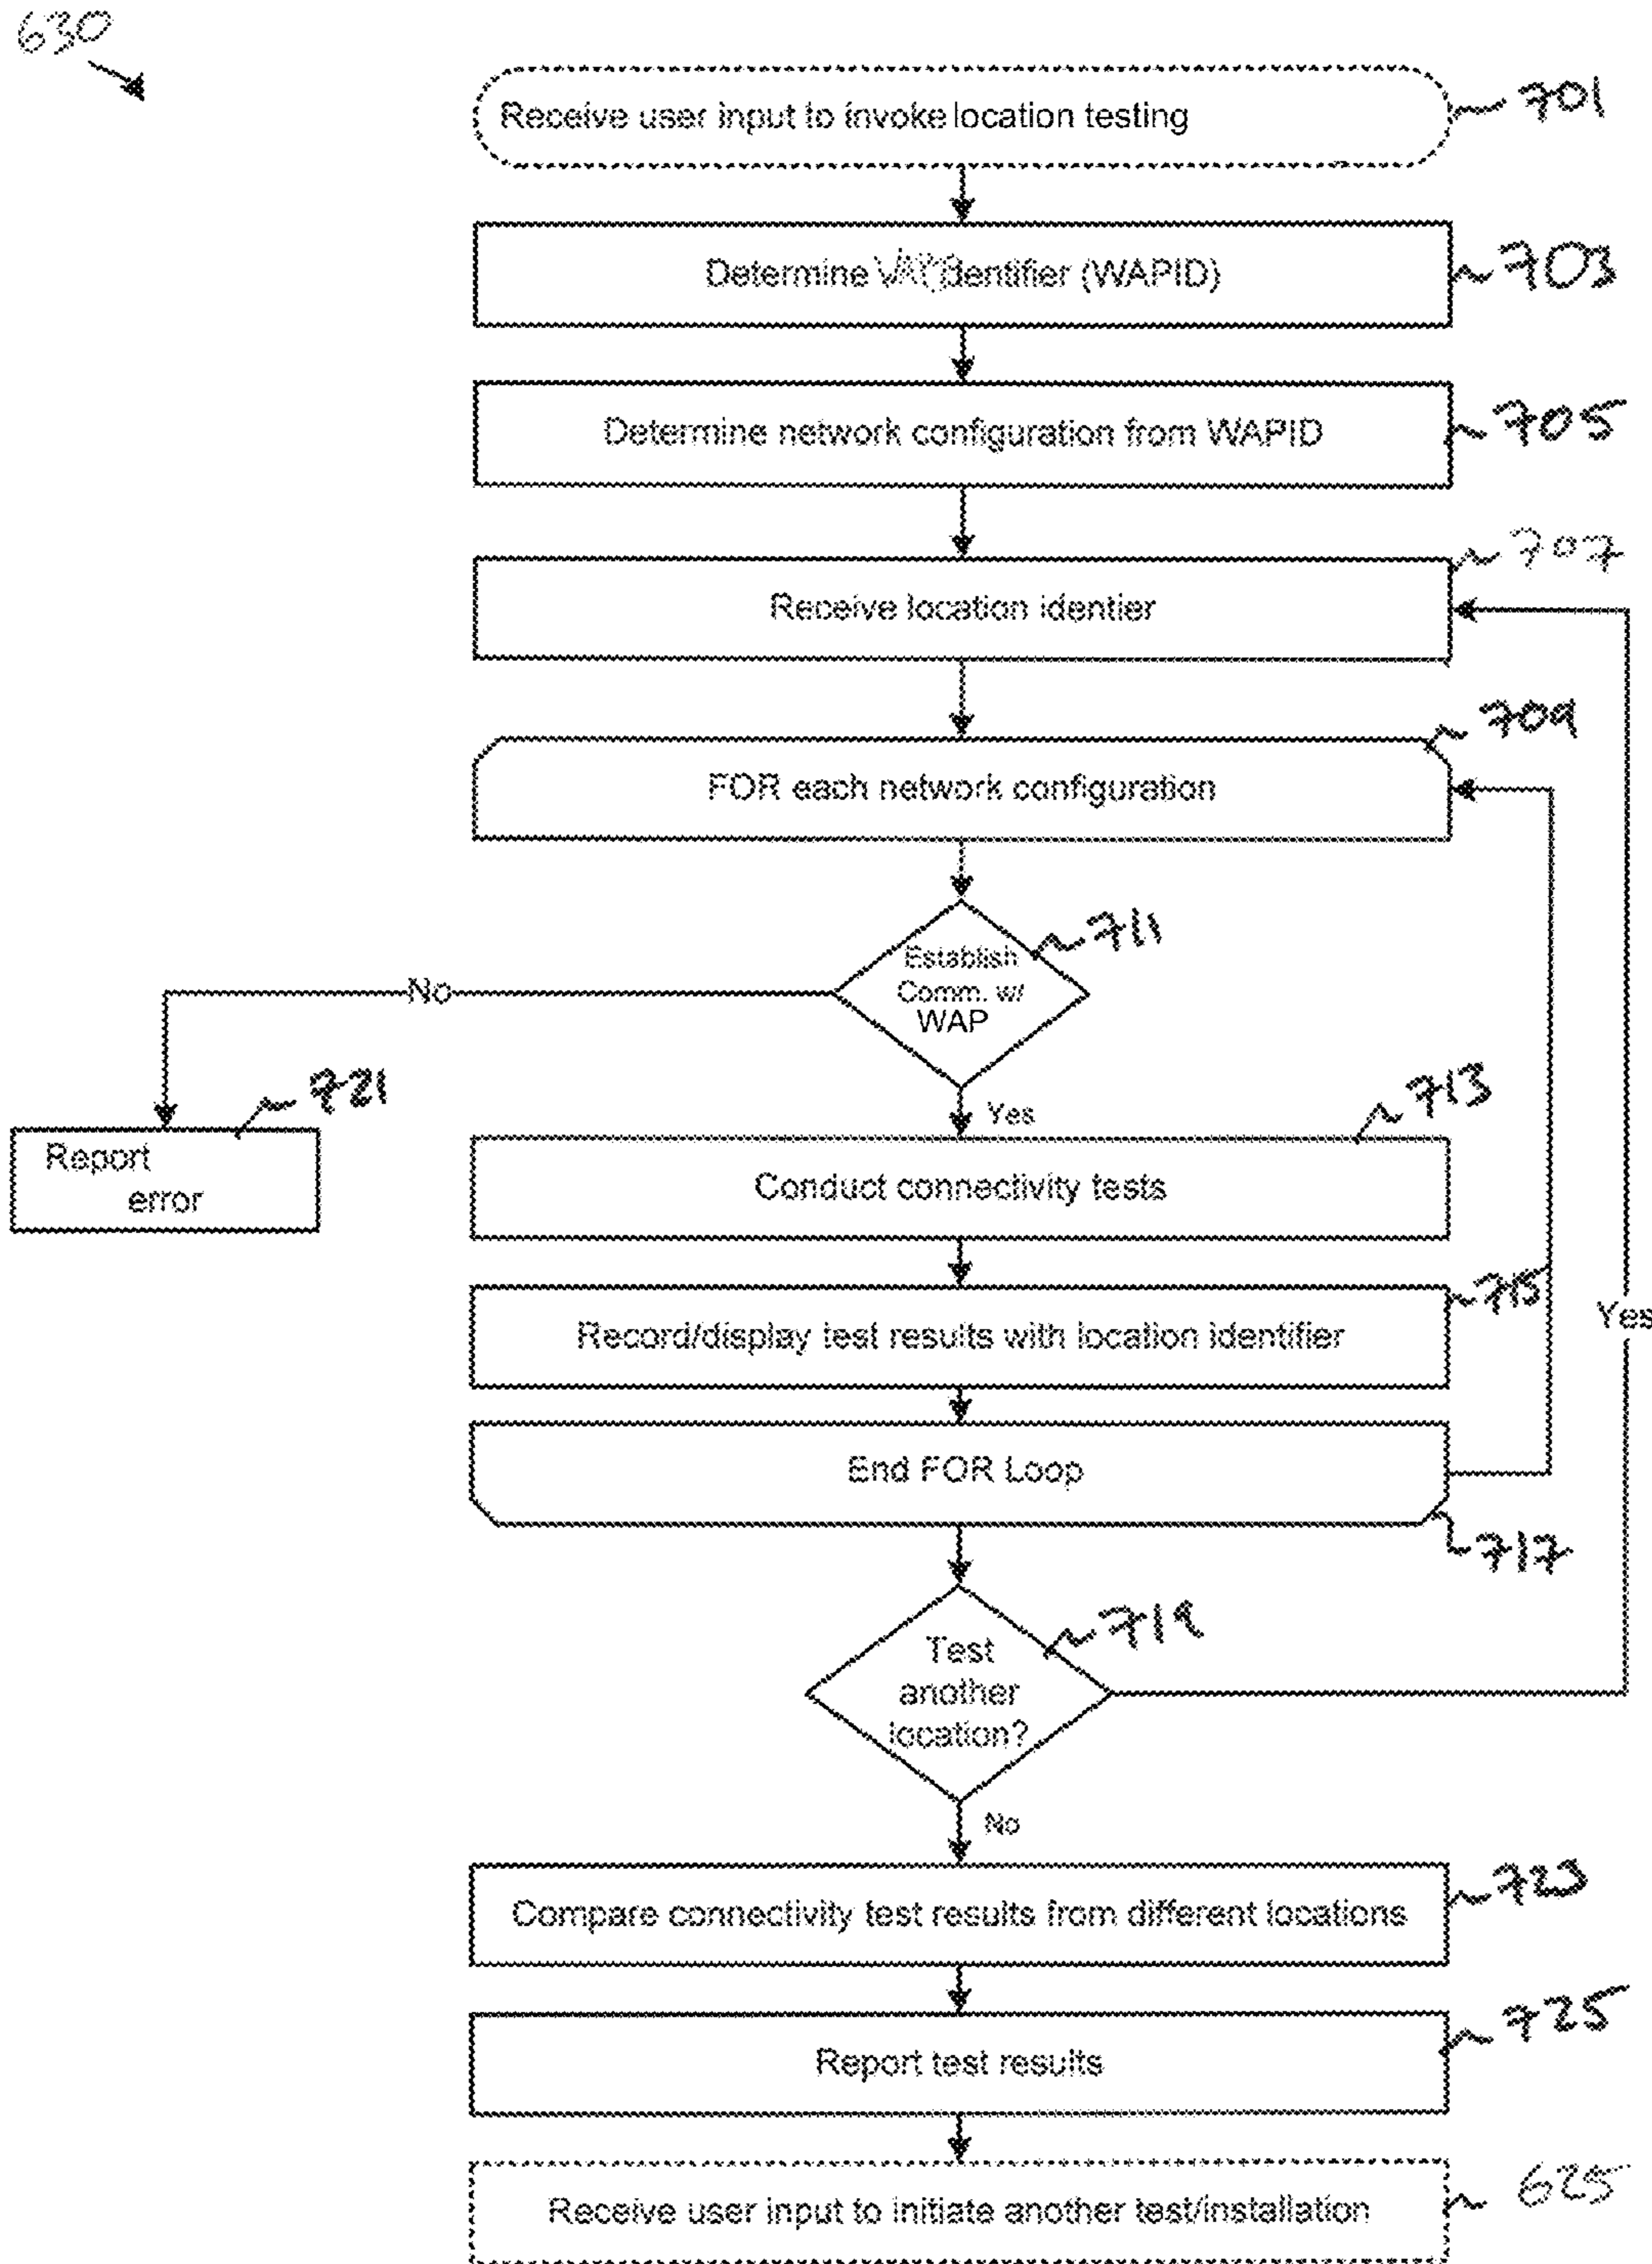 630
Receive user input to invoke location testing
701
Determine identifier (WAPID)
703
Determine network configuration from WAPID
705
707
Receive location identier
709
FOR each network configuration
711
Establish
Comm. w/
WAP
No
Yes
721
Report
error
713
Conduct connectivity tests
715
Record/display test results with location identifier
Yes
End FOR Loop
717
719
Test
another
location?
No
Compare connectivity test results from different locations
723
Report test results
725
Receive user input to initiate another test/installation
625